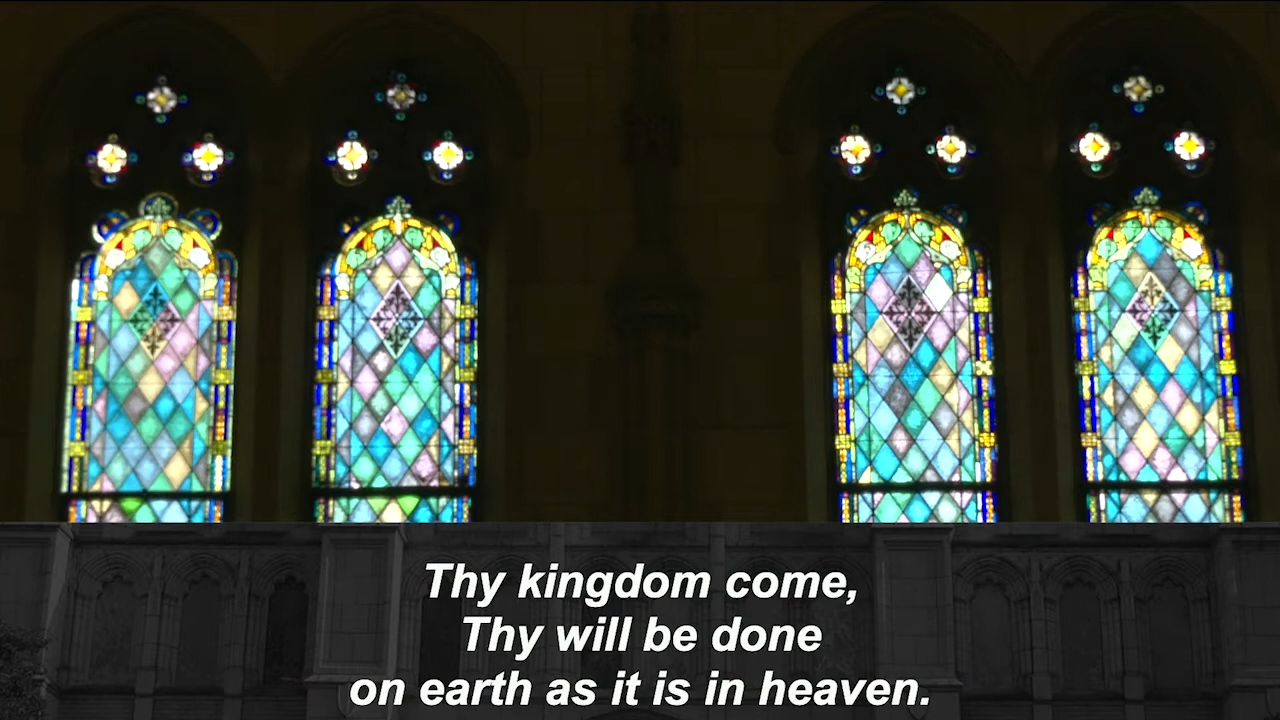 Thy kingdom come,
Thy will be done
on earth as it is in heaven.